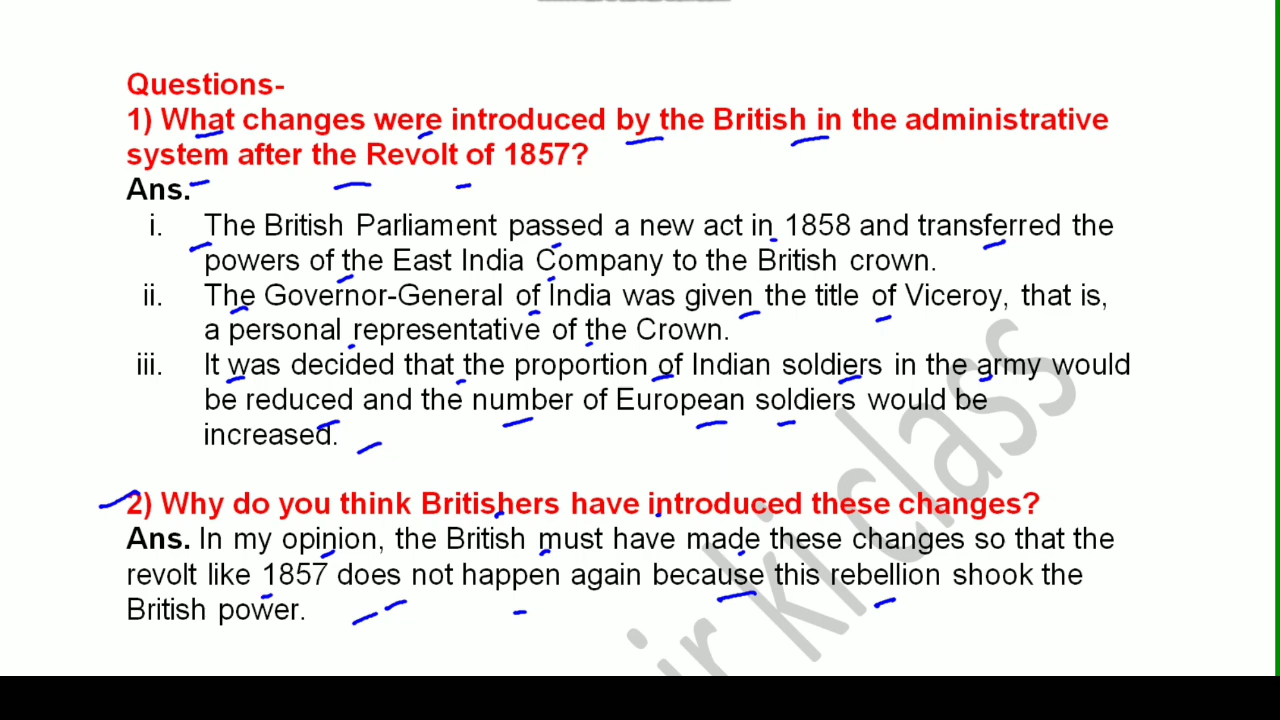 Questions-
1) What changes were introduced by the British in the administrative
system after the Revolt of 1857?
Ans.
i. The British Parliament passed a new act in 1858 and transferred the
powers of the East India Company to the British crown.
ii. The Governor-General of India was given the title of Viceroy, that is,
a personal representative of the Crown.
iii. It was decided that the proportion of Indian soldiers in the army would
be reduced and the number of European soldiers would be
increased.
2) Why do you think Britishers have introduced these changes?
Ans. In my opinion, the British must have made these changes so that the
revolt like 1857 does not happen again because this rebellion shook the
British power.
ki class